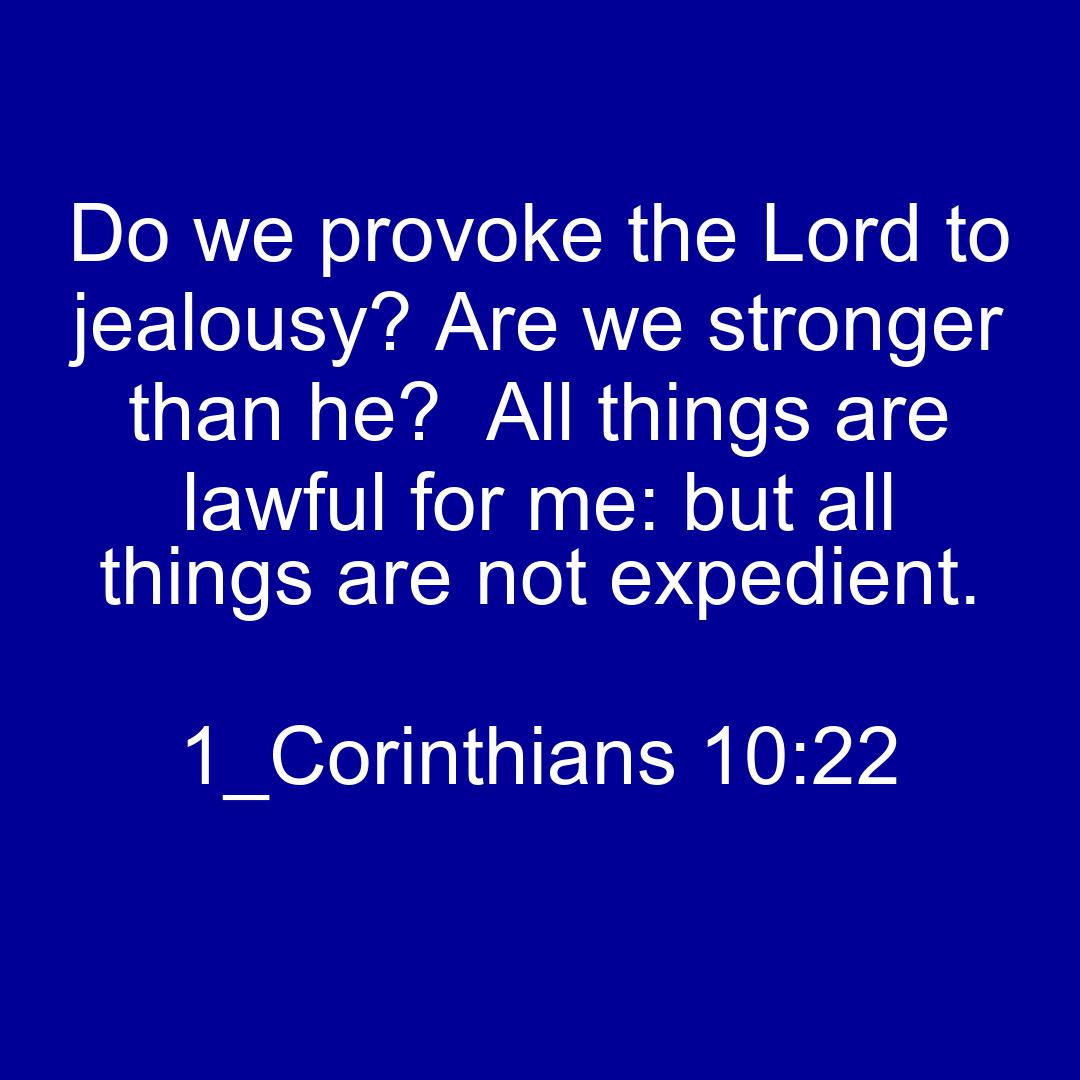 Do we provoke the Lord to
jealousy? Are we stronger
than he?  All things are
lawful for me: but all
things are not expedient.
1_Corinthians 10:22